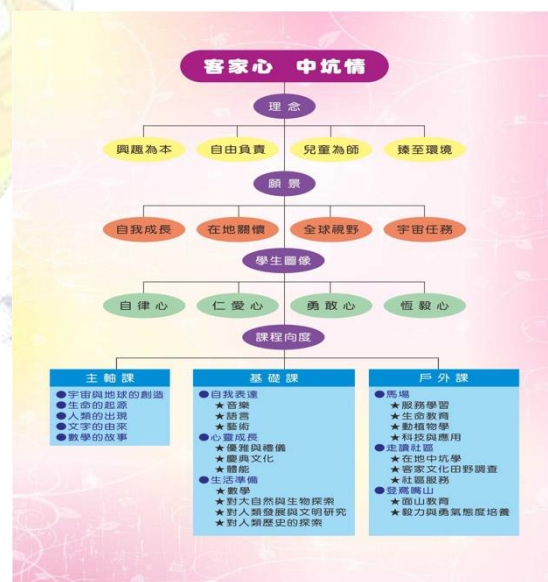 客家心 中坑情
理念
興趣為本 自由負責 兒童為師 臻至環境
願景
自我成長 在地關懷 全球視野 宇宙任務
學生圖像
自律心 仁愛心 勇敢心 恆毅心
課程向度
主軸課
●宇宙與地球的創造
●生命的起源
●人類的出現
●文字的由來
●數學的故事
基礎課
●自我表達
★音樂
★語言
★藝術
●心靈成長
★優雅與禮儀
★慶典文化
★體能
●生活準備
★數學
★對大自然與生物探索
★對人類發展與文明研究
★對人類歷史的探索
戶外課
●馬場
★服務學習
★生命教育
★動植物學
★科技與應用
●走讀社區
★在地中坑學
★客家文化田野調查
★社區服務
●登鳶嘴山
★面山教育
★毅力與勇氣態度培養